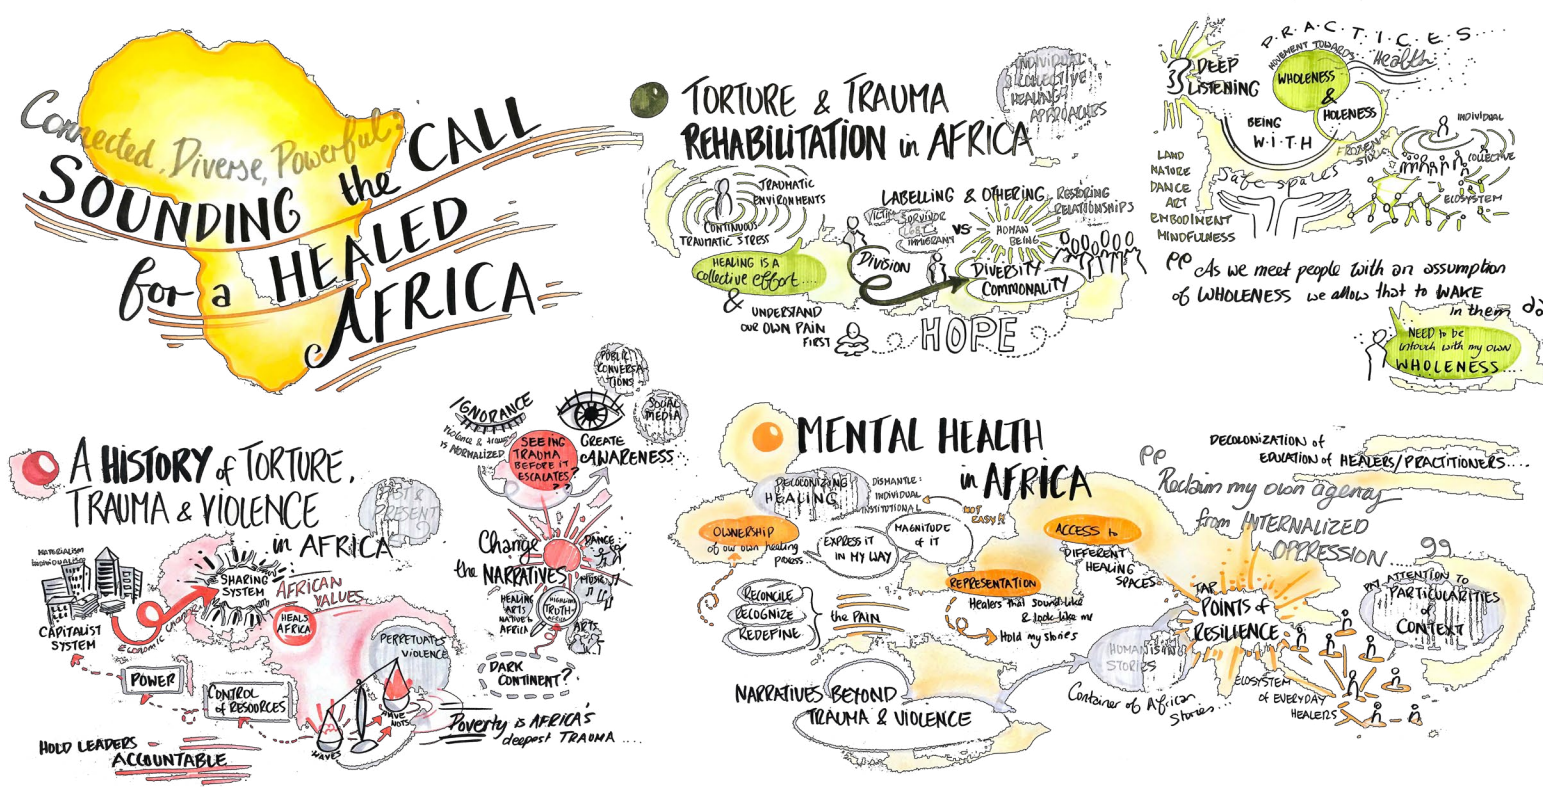 Connected, Diverse, Powerful:
SOUNDING the CALL
for a HEALED
AFRICA
TORTURE & TRAUMA
REHABILITATION in AFRICA
INDIVIDUAL
COLLECTIVE
HEALING?
APPROACHES
TRAUMATIC
ENVIRONMENTS
CONTINUOUS
TRAUMATIC STRESS
HEALING IS A
collective effort....
&
UNDERSTAND
OUR OWN PAIN
FIRST
LABELLING & OTHERING
VICTIM
SURVIVOR
LGBT
IMMIGRANT
VS
HUMAN
BEING
RESTORING
RELATIONSHIPS
Division
DIVERSITY
COMMONALITY
HOPE
P.R.A.C.T.I.C.E.S...
MOVEMENT TOWARDS
Health
DEEP
LISTENING
WHOLENESS
&
HOLENESS
BEING
W.I.T.H
FROZEN
Safe spaces
LAND
NATURE
DANCE
ART
EMBODIMENT
MINDFULNESS
INDIVIDUAL
COLLECTIVE
ECOSYSTEM
As we meet people with an assumption
of WHOLENESS we allow that to WAKE
in them
NEED to be
intouch with my own
WHOLENESS....
A HISTORY of TORTURE,
TRAUMA & VIOLENCE
in AFRICA
PAST &
PRESENT
MATERIALISM
INDIVIDUALISM
CAPITALIST
SYSTEM
ECONOMIC
SHARING
SYSTEM
AFRICAN
VALUES
HEALS
AFRICA
PERPETUATES
VIOLENCE
POWER
CONTROL
of RESOURCES
HAVES
HAVE
NOTS
HOLD LEADERS
ACCOUNTABLE
Poverty is AFRICA'S
deepest TRAUMA ....
IGNORANCE
violence & trauma
is NORMALIZED
SEEING
TRAUMA
BEFORE IT
ESCALATES?
??
PUBLIC
CONVERSA-
TIONS
SOCIAL
MEDIA
CREATE
AWARENESS
Change
the NARRATIVES
DANCE
MUSIC
ARTS
HEALING
ARTS
NATIVE to
AFRICA
TRUTH
DARK
CONTINENT?
MENTAL HEALTH
in AFRICA
DECOLONIZING
HEALING
DISMANTLE:
INDIVIDUAL
INSTITUTIONAL
NOT
EASY!!
OWNERSHIP
of our own healing
process
EXPRESS IT
IN MY WAY
MAGNITUDE
of IT
RECONCILE
RECOGNIZE
REDEFINE
the PAIN
REPRESENTATION
Healers that sound like
& look like me
Hold my stories
ACCESS to
DIFFERENT
HEALING
SPACES
NARRATIVES BEYOND
TRAUMA & VIOLENCE
HUMANISING
STORIES
Container of African
stories...
DECOLONIZATION of
EDUCATION of HEALERS/PRACTITIONERS....
Reclaim my own agency
from INTERNALIZED
OPPRESSION...
TAP
POINTS of
RESILIENCE
ECOSYSTEM
of EVERYDAY
HEALERS
PAY ATTENTION TO
PARTICULARITIES
of
CONTEXT